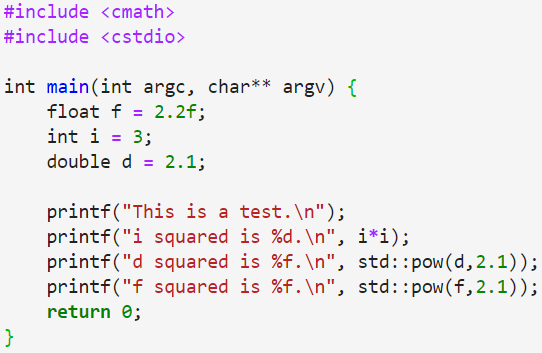 #include <cmath>
#include <cstdio>

int main(int argc, char** argv) {
    float f = 2.2f;
    int i = 3;
    double d = 2.1;

    printf("This is a test.\n");
    printf("i squared is %d.\n", i*i);
    printf("d squared is %f.\n", std::pow(d,2.1));
    printf("f squared is %f.\n", std::pow(f,2.1));
    return 0;
}